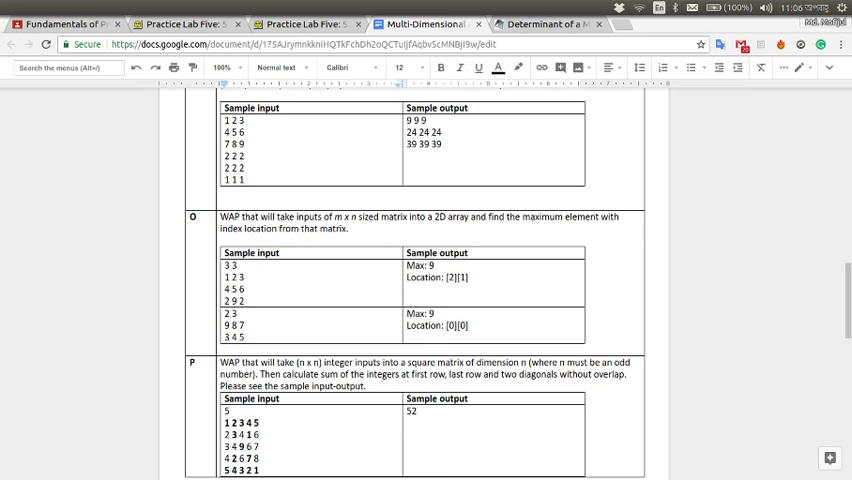 En (100%) 11:06
Md. Mofijul
Fundamentals of P
Practice Lab Five: 5
Practice Lab Five: 5
Multi-Dimensional
Determinant of a M
Secure https://docs.google.com/document/d/
/edit
20
Search the menus (Alt+/) 100% Normal text Calibri 12 B I U A
Sample input Sample output
1 2 3 9 9 9
4 5 6 24 24 24
7 8 9 39 39 39
2 2 2
2 2 2
1 1 1
O WAP that will take inputs of m x n sized matrix into a 2D array and find the maximum element with
index location from that matrix.
Sample input Sample output
3 3 Max: 9
1 2 3 Location: [2][1]
4 5 6
2 9 2
2 3 Max: 9
9 8 7 Location: [0][0]
3 4 5
P WAP that will take (n x n) integer inputs into a square matrix of dimension n (where n must be an odd
number). Then calculate sum of the integers at first row, last row and two diagonals without overlap.
Please see the sample input-output.
Sample input Sample output
5 52
1 2 3 4 5
2 3 4 1 6
3 4 9 6 7
4 2 6 7 8
5 4 3 2 1